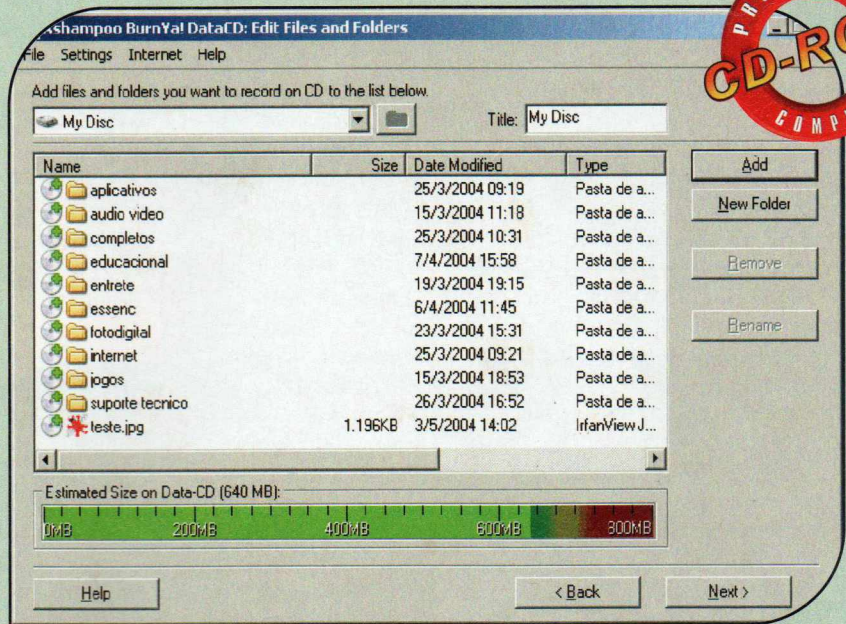 Ashampoo BurnYa! DataCD: Edit Files and Folders
File Settings Internet Help
CD-RO
Add files and folders you want to record on CD to the list below.
My Disc
Title: My Disc
Name Size Date Modified Type
aplicativos 25/3/2004 09:19 Pasta de a...
audio video 15/3/2004 11:18 Pasta de a...
completos 25/3/2004 10:31 Pasta de a...
educacional 7/4/2004 15:58 Pasta de a...
entrete 19/3/2004 19:15 Pasta de a...
essenc 6/4/2004 11:45 Pasta de a...
fotodigital 23/3/2004 15:31 Pasta de a...
internet 25/3/2004 09:21 Pasta de a...
jogos 15/3/2004 18:53 Pasta de a...
suporte tecnico 26/3/2004 16:52 Pasta de a...
teste.jpg 1.196KB 3/5/2004 14:02 IrfanView J...
Add
New Folder
Remove
Rename
Estimated Size on Data-CD (640 MB):
0MB 200MB 400MB 600MB 800MB
Help
< Back
Next >